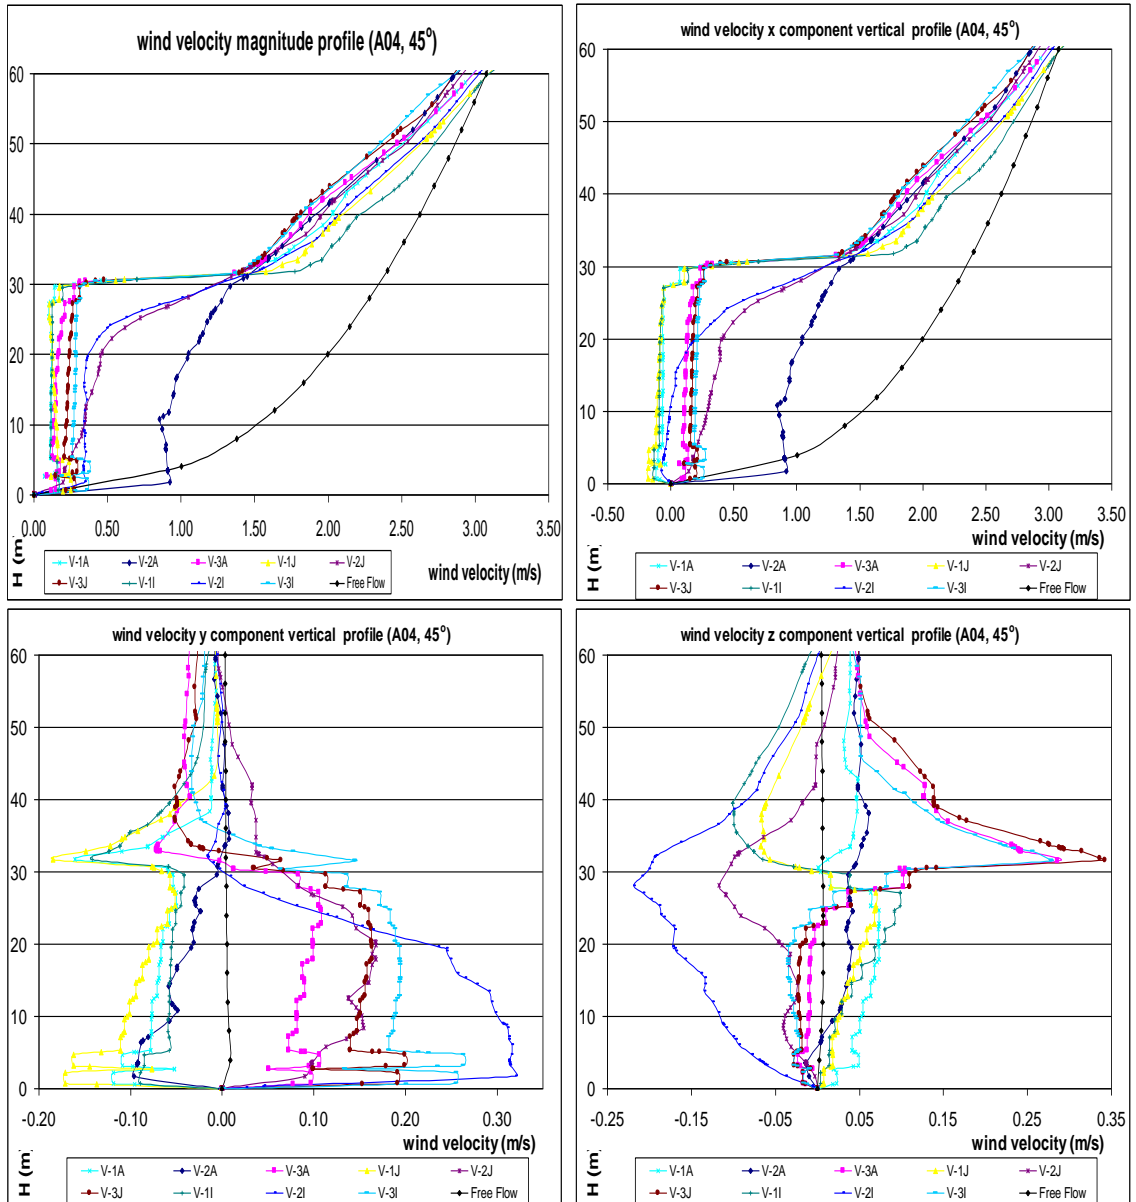 wind velocity magnitude profile (A04, 45°)
60
50
40
30
20
10
0
0.00 0.50 1.00 1.50 2.00 2.50 3.00 3.50
H (m)
wind velocity (m/s)
V-1A V-2A V-3A V-1J V-2J
V-3J V-1I V-2I V-3I Free Flow
wind velocity x component vertical profile (A04, 45°)
60
50
40
30
20
10
0
-0.50 0.00 0.50 1.00 1.50 2.00 2.50 3.00 3.50
H (m)
wind velocity (m/s)
V-1A V-2A V-3A V-1J V-2J
V-3J V-1I V-2I V-3I Free Flow
wind velocity y component vertical profile (A04, 45°)
60
50
40
30
20
10
0
-0.20 -0.10 0.00 0.10 0.20 0.30
H (m)
wind velocity (m/s)
V-1A V-2A V-3A V-1J V-2J
V-3J V-1I V-2I V-3I Free Flow
wind velocity z component vertical profile (A04, 45°)
60
50
40
30
20
10
0
-0.25 -0.15 -0.05 0.05 0.15 0.25 0.35
H (m)
wind velocity (m/s)
V-1A V-2A V-3A V-1J V-2J
V-3J V-1I V-2I V-3I Free Flow